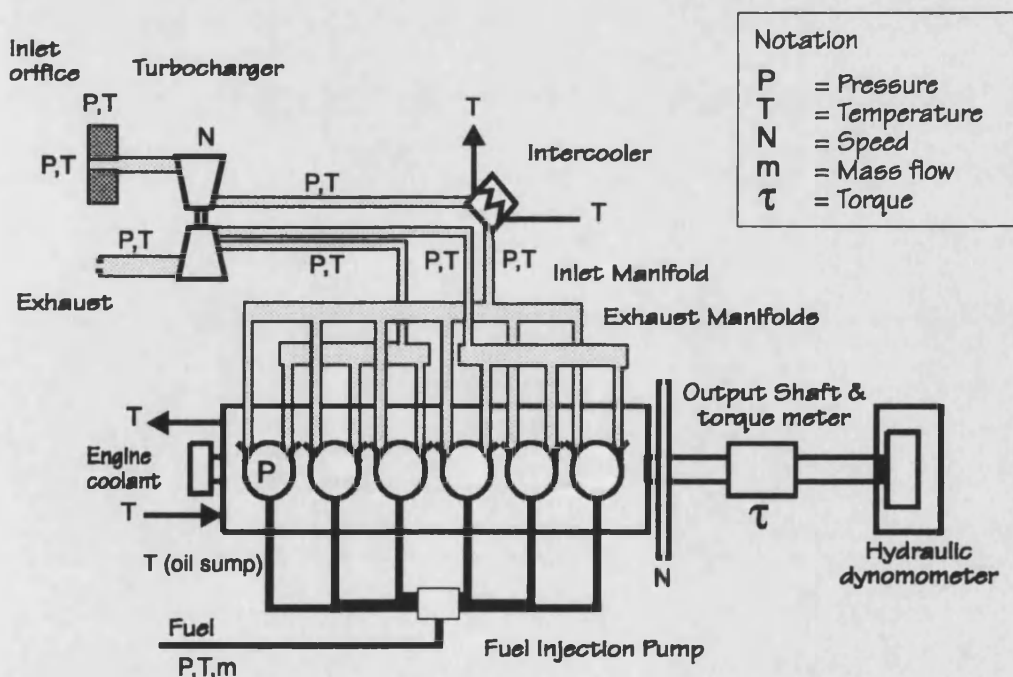 Inlet
orifice
Turbocharger
P,T
N
P,T
P,T
T
Intercooler
T
P,T
P,T
P,T
P,T
Inlet Manifold
Exhaust
Exhaust Manifolds
Notation
P = Pressure
T = Temperature
N = Speed
m = Mass flow
τ = Torque
T
Engine
coolant
T
P
T (oil sump)
Output Shaft &
torque meter
τ
N
Hydraulic
dynomometer
Fuel
P,T,m
Fuel Injection Pump